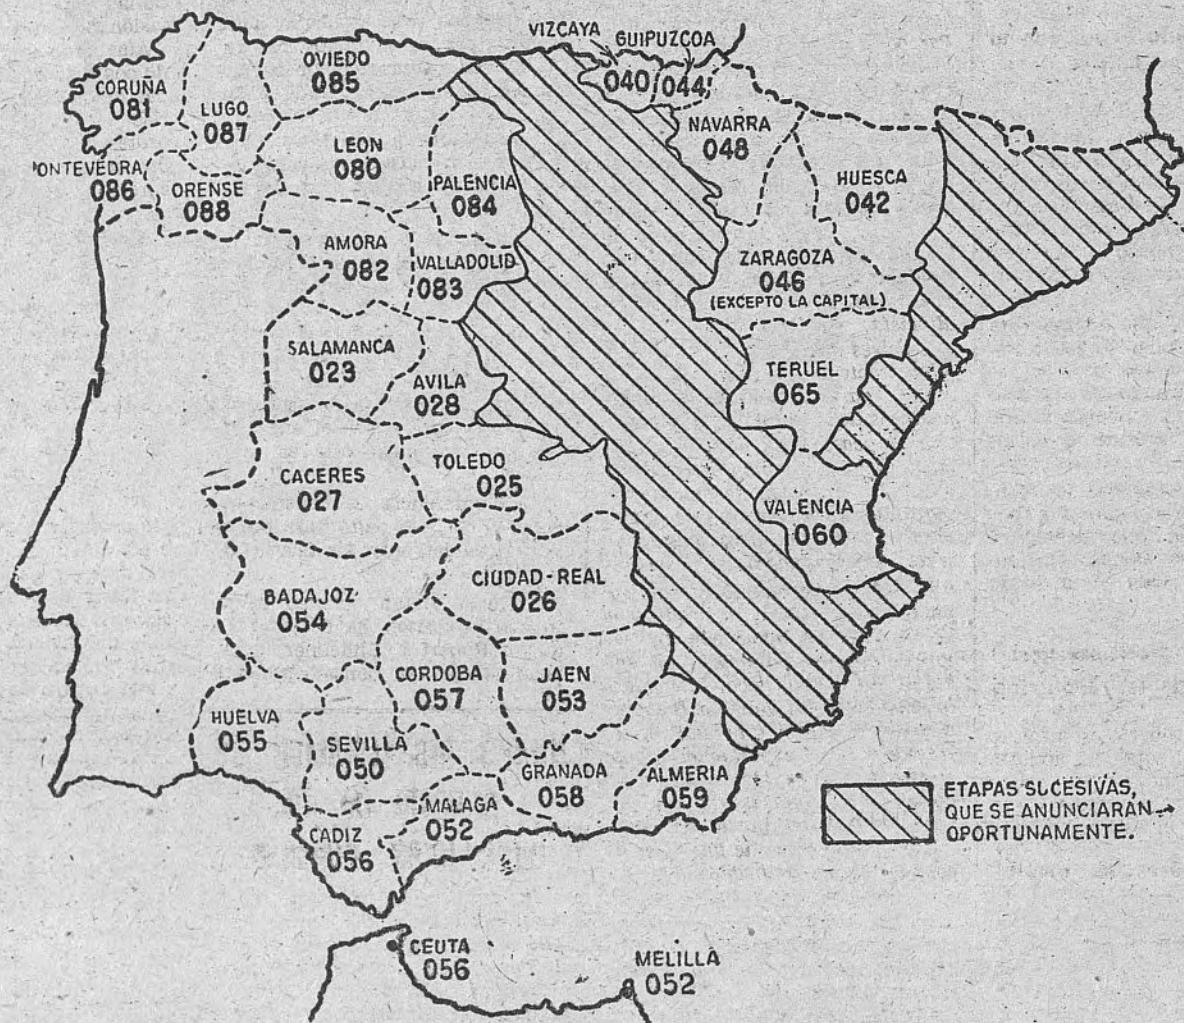 VIZCAYA
040
GUIPUZCOA
044
OVIEDO
085
CORUÑA
081
LUGO
087
NAVARRA
048
LEON
080
HUESCA
042
PONTEVEDRA
086
ORENSE
088
PALENCIA
084
AMORA
082
VALLADOLID
083
ZARAGOZA
046
(EXCEPTO LA CAPITAL)
SALAMANCA
023
AVILA
028
TERUEL
065
CACERES
027
TOLEDO
025
VALENCIA
060
BADAJOZ
054
CIUDAD-REAL
026
CORDOBA
057
JAEN
053
HUELVA
055
SEVILLA
050
GRANADA
058
ALMERIA
059
MALAGA
052
CADIZ
056
ETAPAS SUCESIVAS,
QUE SE ANUNCIARAN
OPORTUNAMENTE.
CEUTA
056
MELILLA
052